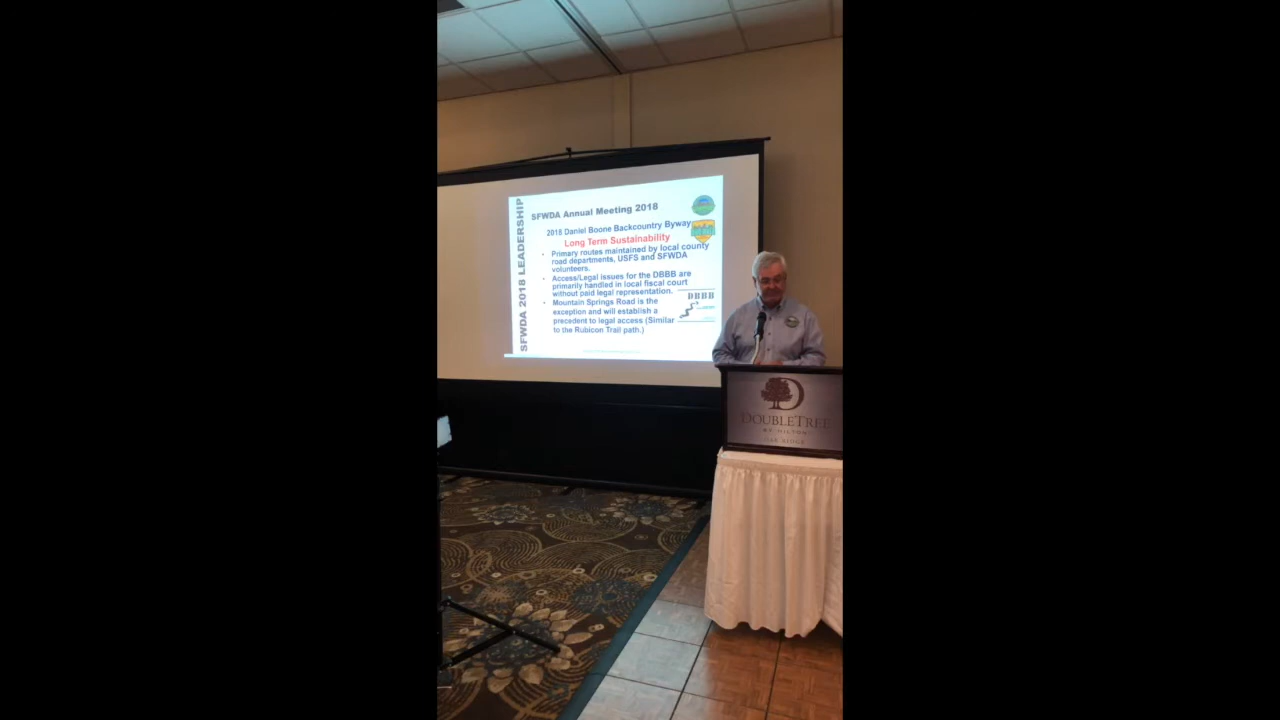 SFWDA 2018 LEADERSHIP
SFWDA Annual Meeting 2018
2018 Daniel Boone Backcountry Byway
Long Term Sustainability
• Primary routes maintained by local county
road departments, USFS and SFWDA
volunteers.
• Access/Legal issues for the DBBB are
primarily handled in local fiscal court
without paid legal representation.
• Mountain Springs Road is the
exception and will establish a
precedent to legal access (Similar
to the Rubicon Trail path.)
DBBB
D
DOUBLETREE
BY HILTON
OAK RIDGE